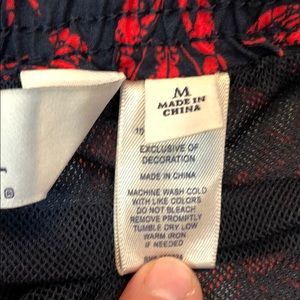 M
MADE IN
CHINA
10
EXCLUSIVE OF
DECORATION
MADE IN CHINA
MACHINE WASH COLD
WITH LIKE COLORS
DO NOT BLEACH
REMOVE PROMPTLY
TUMBLE DRY LOW
WARM IRON
IF NEEDED
®